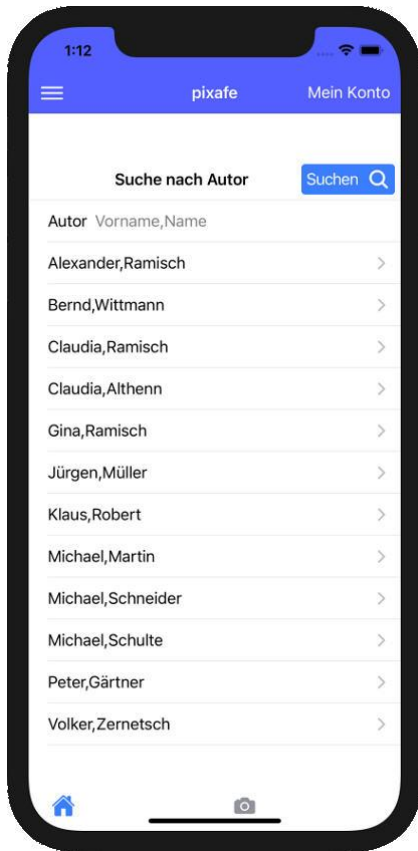 1:12
pixafe Mein Konto
Suche nach Autor Suchen
Autor Vorname,Name
Alexander,Ramisch
Bernd,Wittmann
Claudia,Ramisch
Claudia,Althenn
Gina,Ramisch
Jürgen,Müller
Klaus,Robert
Michael,Martin
Michael,Schneider
Michael,Schulte
Peter,Gärtner
Volker,Zernetsch